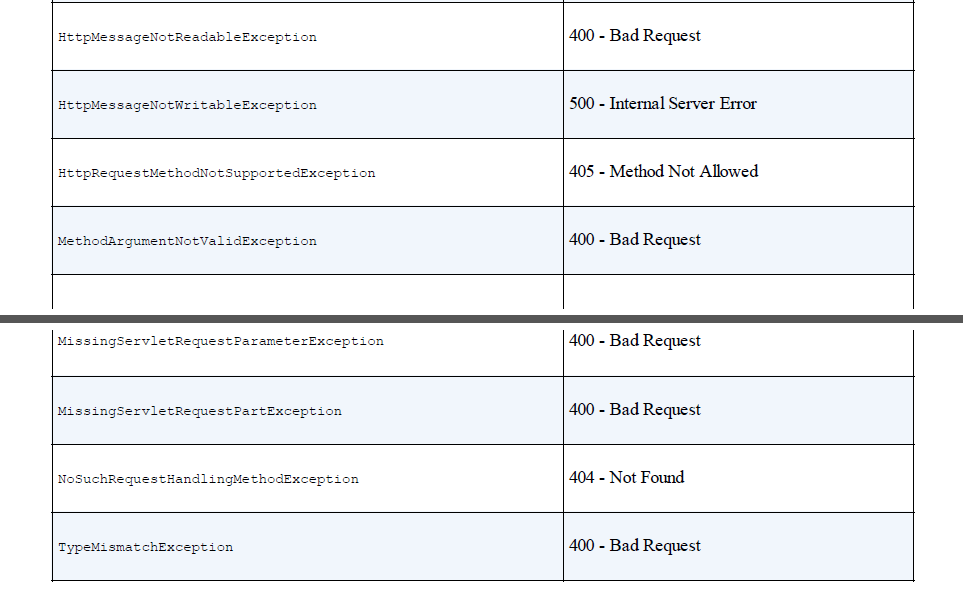 HttpMessageNotReadableException 400 - Bad Request
HttpMessageNotWritableException 500 - Internal Server Error
HttpRequestMethodNotSupportedException 405 - Method Not Allowed
MethodArgumentNotValidException 400 - Bad Request
MissingServletRequestParameterException 400 - Bad Request
MissingServletRequestPartException 400 - Bad Request
NoSuchRequestHandlingMethodException 404 - Not Found
TypeMismatchException 400 - Bad Request